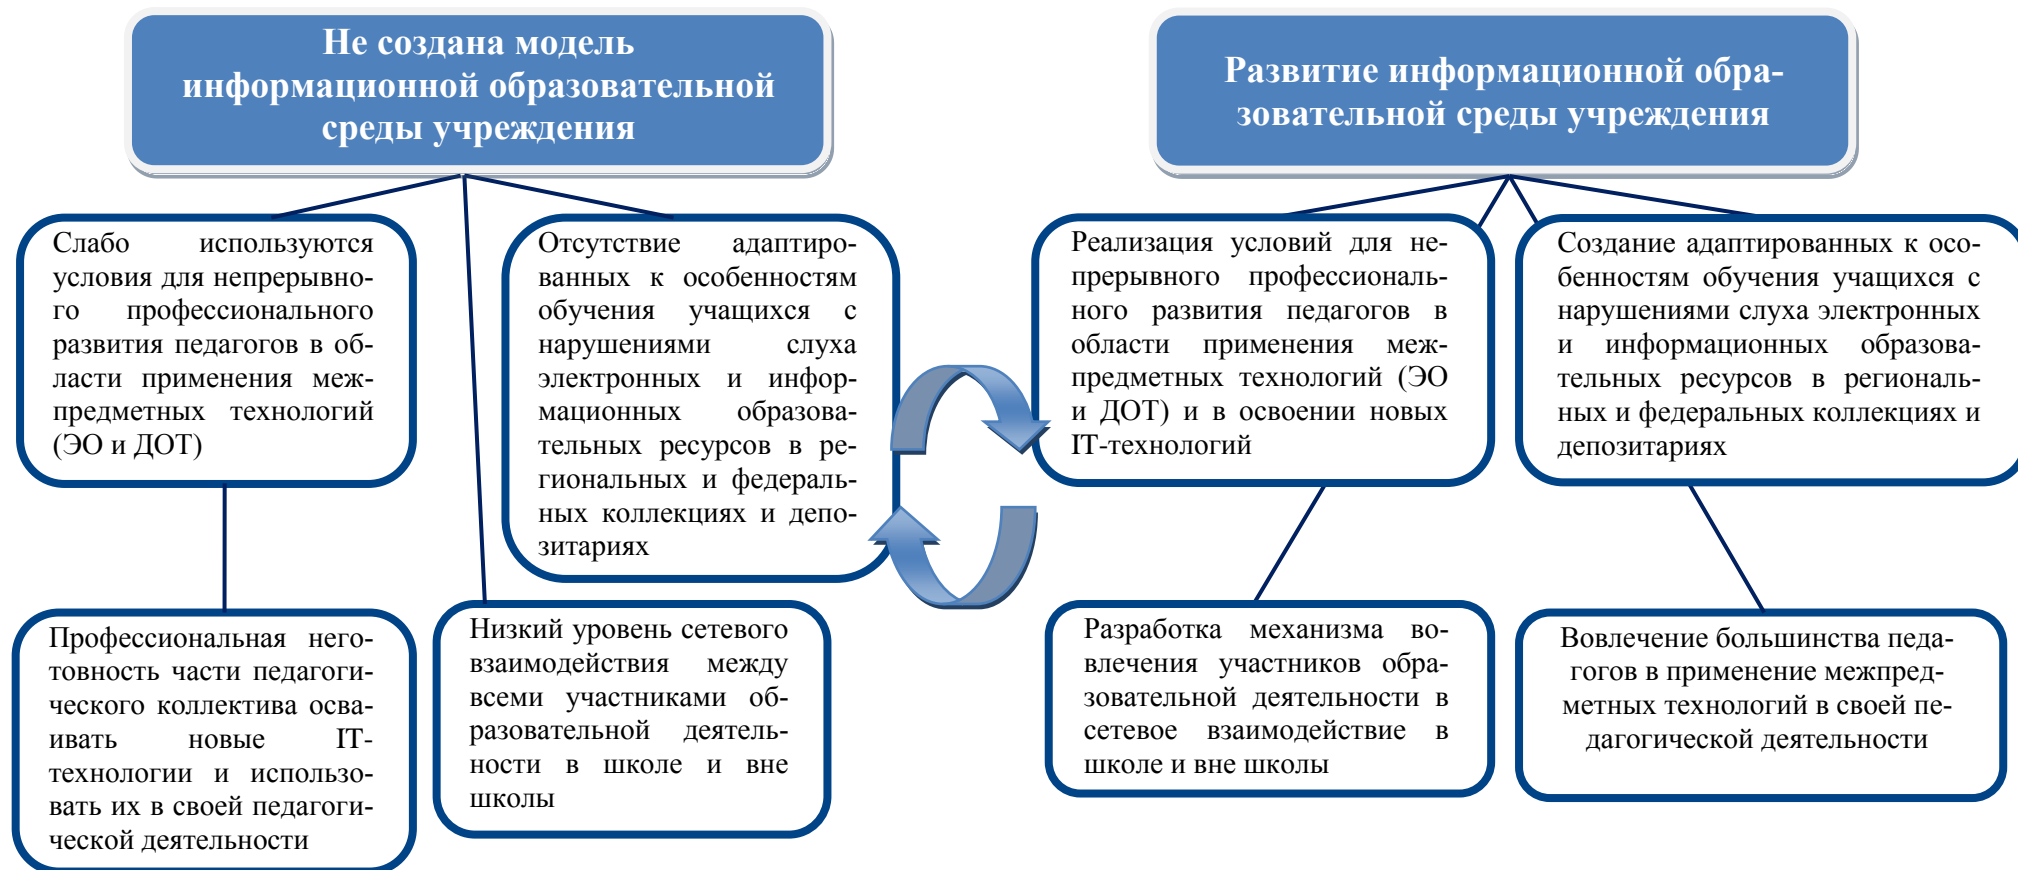 Не создана модель
информационной образовательной
среды учреждения
Развитие информационной обра-
зовательной среды учреждения
Слабо используются
условия для непрерывно-
го профессионального
развития педагогов в об-
ласти применения меж-
предметных технологий
(ЭО и ДОТ)
Отсутствие адаптиро-
ванных к особенностям
обучения учащихся с
нарушениями слуха
электронных и инфор-
мационных образова-
тельных ресурсов в ре-
гиональных и федераль-
ных коллекциях и депо-
зитариях
Реализация условий для не-
прерывного профессиональ-
ного развития педагогов в
области применения меж-
предметных технологий (ЭО
и ДОТ) и в освоении новых
IT-технологий
Создание адаптированных к осо-
бенностям обучения учащихся с
нарушениями слуха электронных
и информационных образова-
тельных ресурсов в региональ-
ных и федеральных коллекциях и
депозитариях
Профессиональная него-
товность части педагоги-
ческого коллектива осва-
ивать новые IT-
технологии и использо-
вать их в своей педагоги-
ческой деятельности
Низкий уровень сетевого
взаимодействия между
всеми участниками об-
разовательной деятель-
ности в школе и вне
школы
Разработка механизма во-
влечения участников обра-
зовательной деятельности в
сетевое взаимодействие в
школе и вне школы
Вовлечение большинства педа-
гогов в применение межпред-
метных технологий в своей пе-
дагогической деятельности